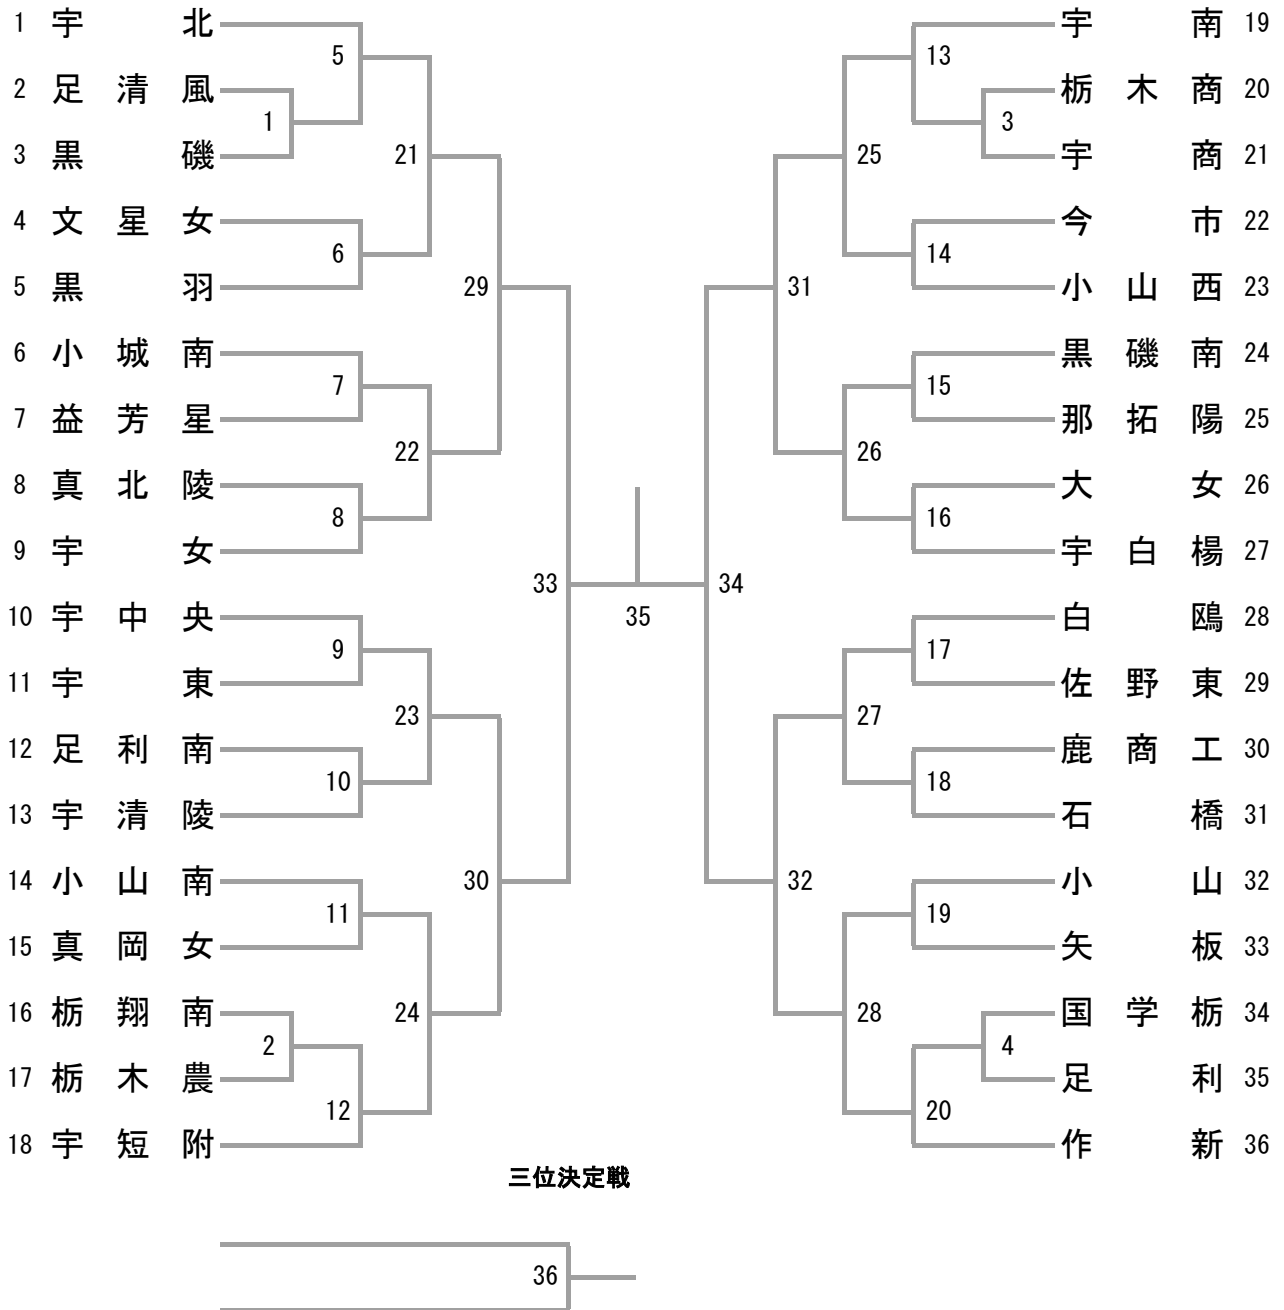 1 宇 北 宇 南 19
5 13
2 足 清 風 栃 木 商 20
1 3
3 黒 磯 21 25 宇 商 21
4 文 星 女 今 市 22
6 14
5 黒 羽 29 31 小 山 西 23
6 小 城 南 黒 磯 南 24
7 15
7 益 芳 星 那 拓 陽 25
22 26
8 真 北 陵 大 女 26
8 16
9 宇 女 宇 白 楊 27
33 34
10 宇 中 央 35 白 鴎 28
9 17
11 宇 東 佐 野 東 29
23 27
12 足 利 南 鹿 商 工 30
10 18
13 宇 清 陵 石 橋 31
14 小 山 南 30 32 小 山 32
11 19
15 真 岡 女 矢 板 33
16 栃 翔 南 24 28 国 学 栃 34
2 4
17 栃 木 農 足 利 35
12 20
18 宇 短 附 作 新 36
三位決定戦
36